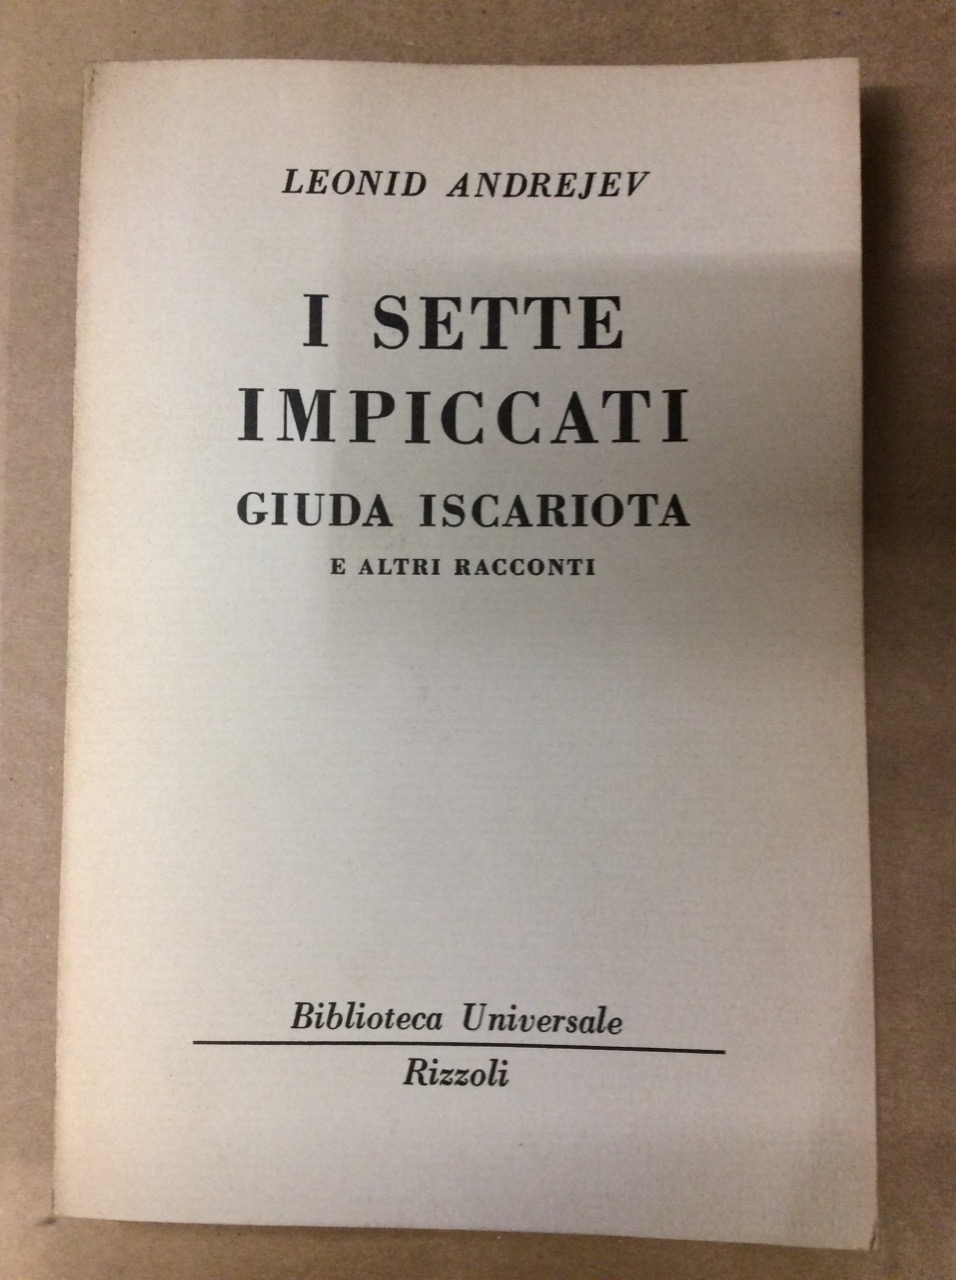 LEONID ANDREJEV
I SETTE
IMPICCATI
GIUDA ISCARIOTA
E ALTRI RACCONTI
Biblioteca Universale
Rizzoli